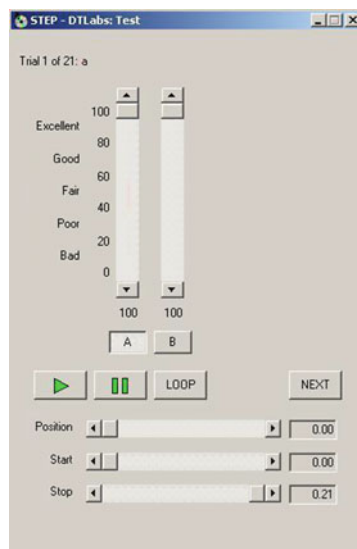 STEP - DTLabs: Test
Trial 1 of 21: a
100
Excellent
80
Good
60
Fair
40
Poor
20
Bad
0
100 100
A B
LOOP NEXT
Position 0.00
Start 0.00
Stop 0.21